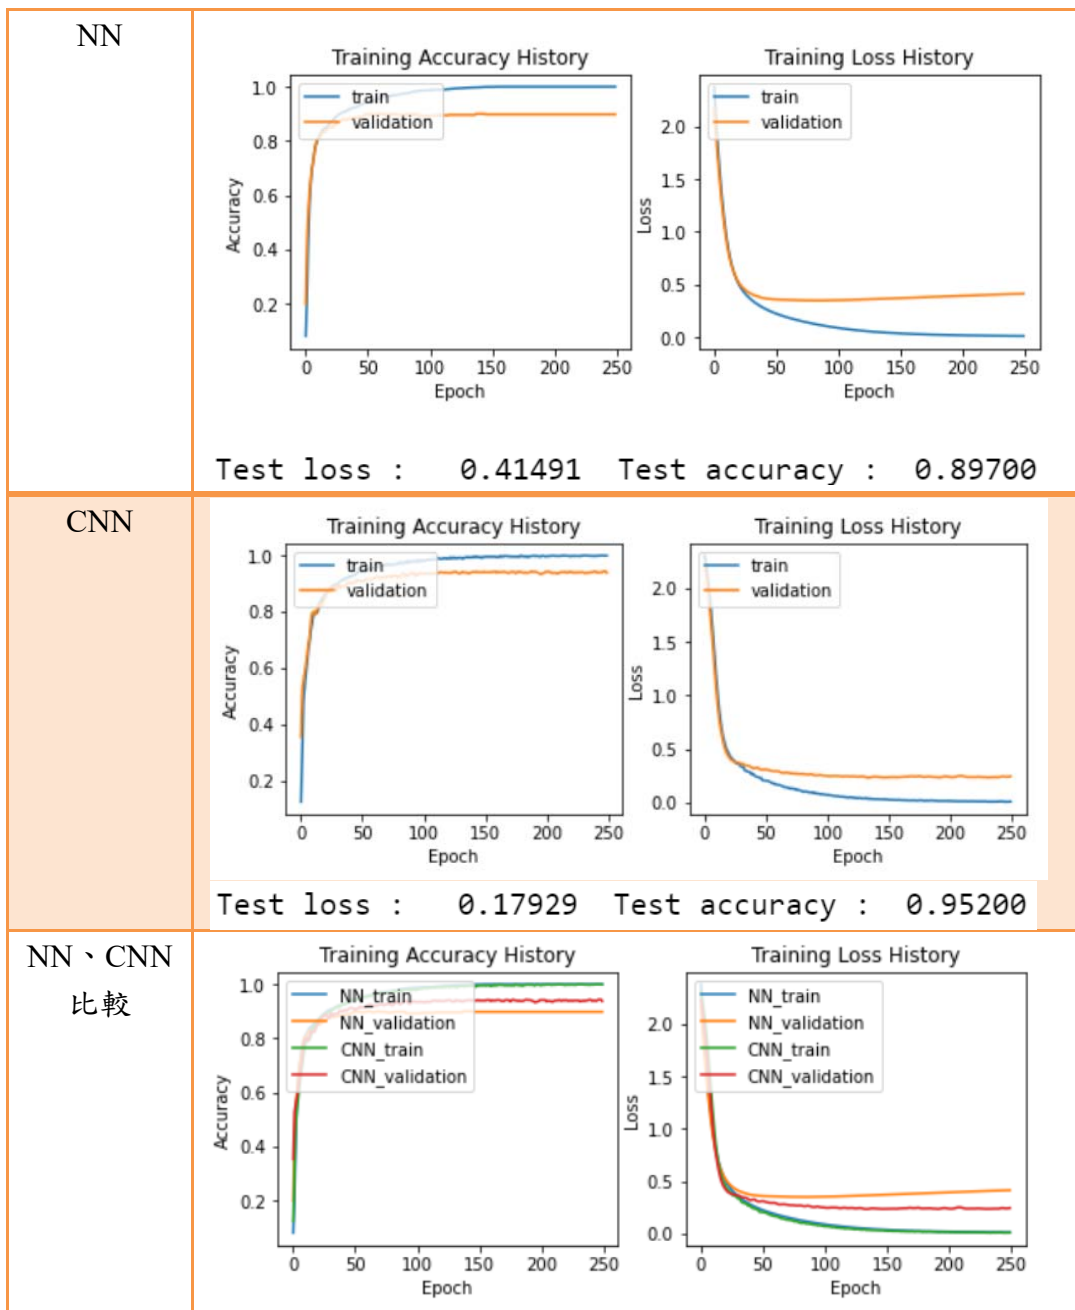 NN
Training Accuracy History
Training Loss History
1.0
0.8
0.6
0.4
0.2
Accuracy
train
validation
0 50 100 150 200 250
Epoch
2.0
1.5
1.0
0.5
0.0
Loss
train
validation
0 50 100 150 200 250
Epoch
Test loss : 0.41491 Test accuracy : 0.89700
CNN
Training Accuracy History
Training Loss History
1.0
0.8
0.6
0.4
0.2
Accuracy
train
validation
0 50 100 150 200 250
Epoch
2.0
1.5
1.0
0.5
0.0
Loss
train
validation
0 50 100 150 200 250
Epoch
Test loss : 0.17929 Test accuracy : 0.95200
NN、CNN
比較
Training Accuracy History
Training Loss History
1.0
0.8
0.6
0.4
0.2
Accuracy
NN_train
NN_validation
CNN_train
CNN_validation
0 50 100 150 200 250
Epoch
2.0
1.5
1.0
0.5
0.0
Loss
NN_train
NN_validation
CNN_train
CNN_validation
0 50 100 150 200 250
Epoch